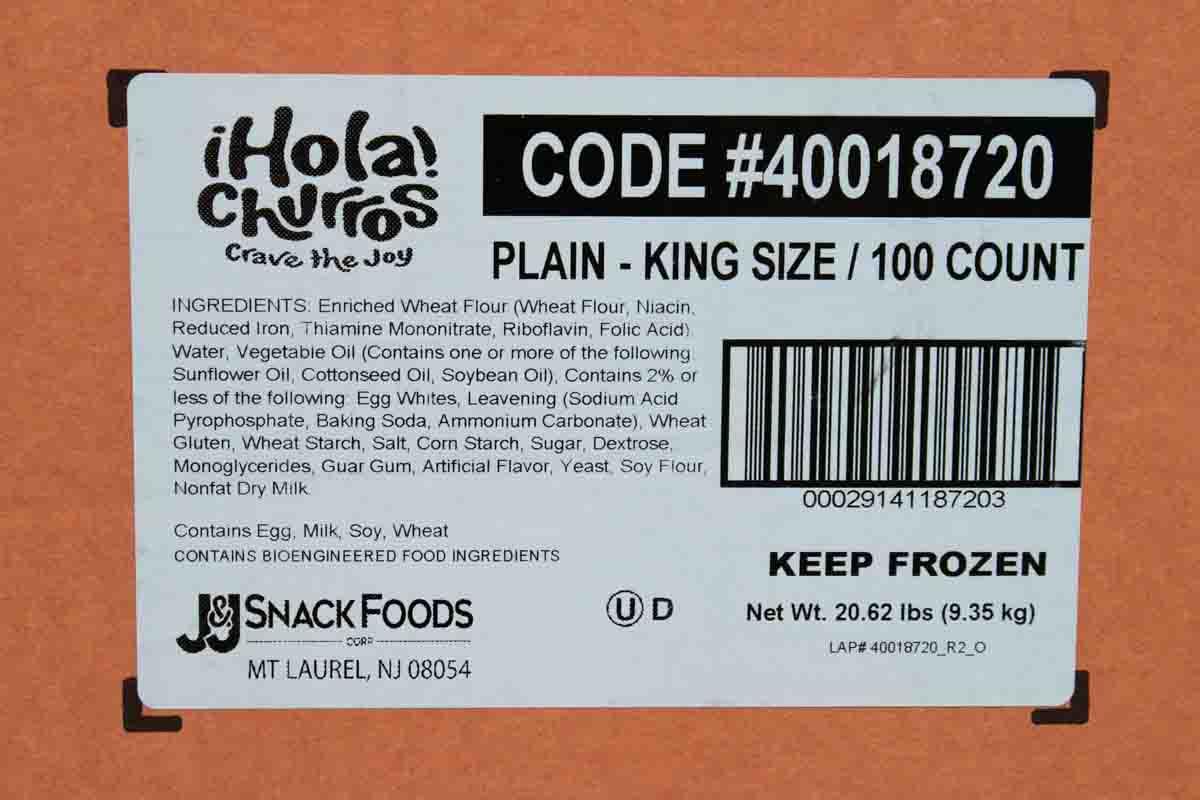 ¡Hola!
Churros
Crave the Joy
CODE #40018720
PLAIN - KING SIZE / 100 COUNT
INGREDIENTS: Enriched Wheat Flour (Wheat Flour, Niacin,
Reduced Iron, Thiamine Mononitrate, Riboflavin, Folic Acid)
Water, Vegetable Oil (Contains one or more of the following:
Sunflower Oil, Cottonseed Oil, Soybean Oil), Contains 2% or
less of the following: Egg Whites, Leavening (Sodium Acid
Pyrophosphate, Baking Soda, Ammonium Carbonate), Wheat
Gluten, Wheat Starch, Salt, Corn Starch, Sugar, Dextrose,
Monoglycerides, Guar Gum, Artificial Flavor, Yeast, Soy Flour,
Nonfat Dry Milk.
Contains Egg, Milk, Soy, Wheat
CONTAINS BIOENGINEERED FOOD INGREDIENTS
00029141187203
KEEP FROZEN
Net Wt. 20.62 lbs (9.35 kg)
LAP# 40018720_R2_O
Ⓤ D
J&J SNACK FOODS
CORP
MT LAUREL, NJ 08054